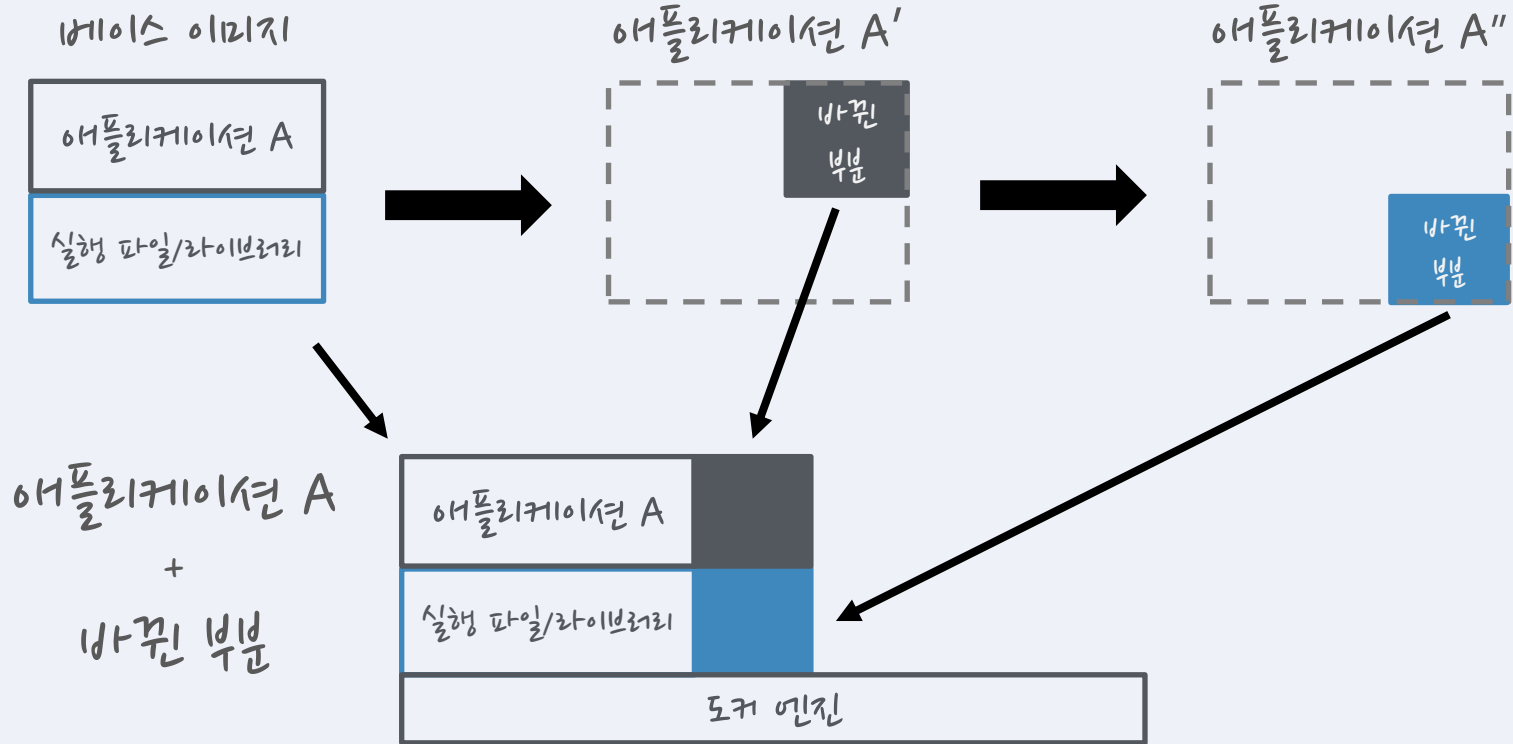 베이스 이미지
애플리케이션 A'
애플리케이션 A''
애플리케이션 A
실행 파일/라이브러리
바뀐
부분
바뀐
부분
애플리케이션 A
+
바뀐 부분
애플리케이션 A
실행 파일/라이브러리
도커 엔진